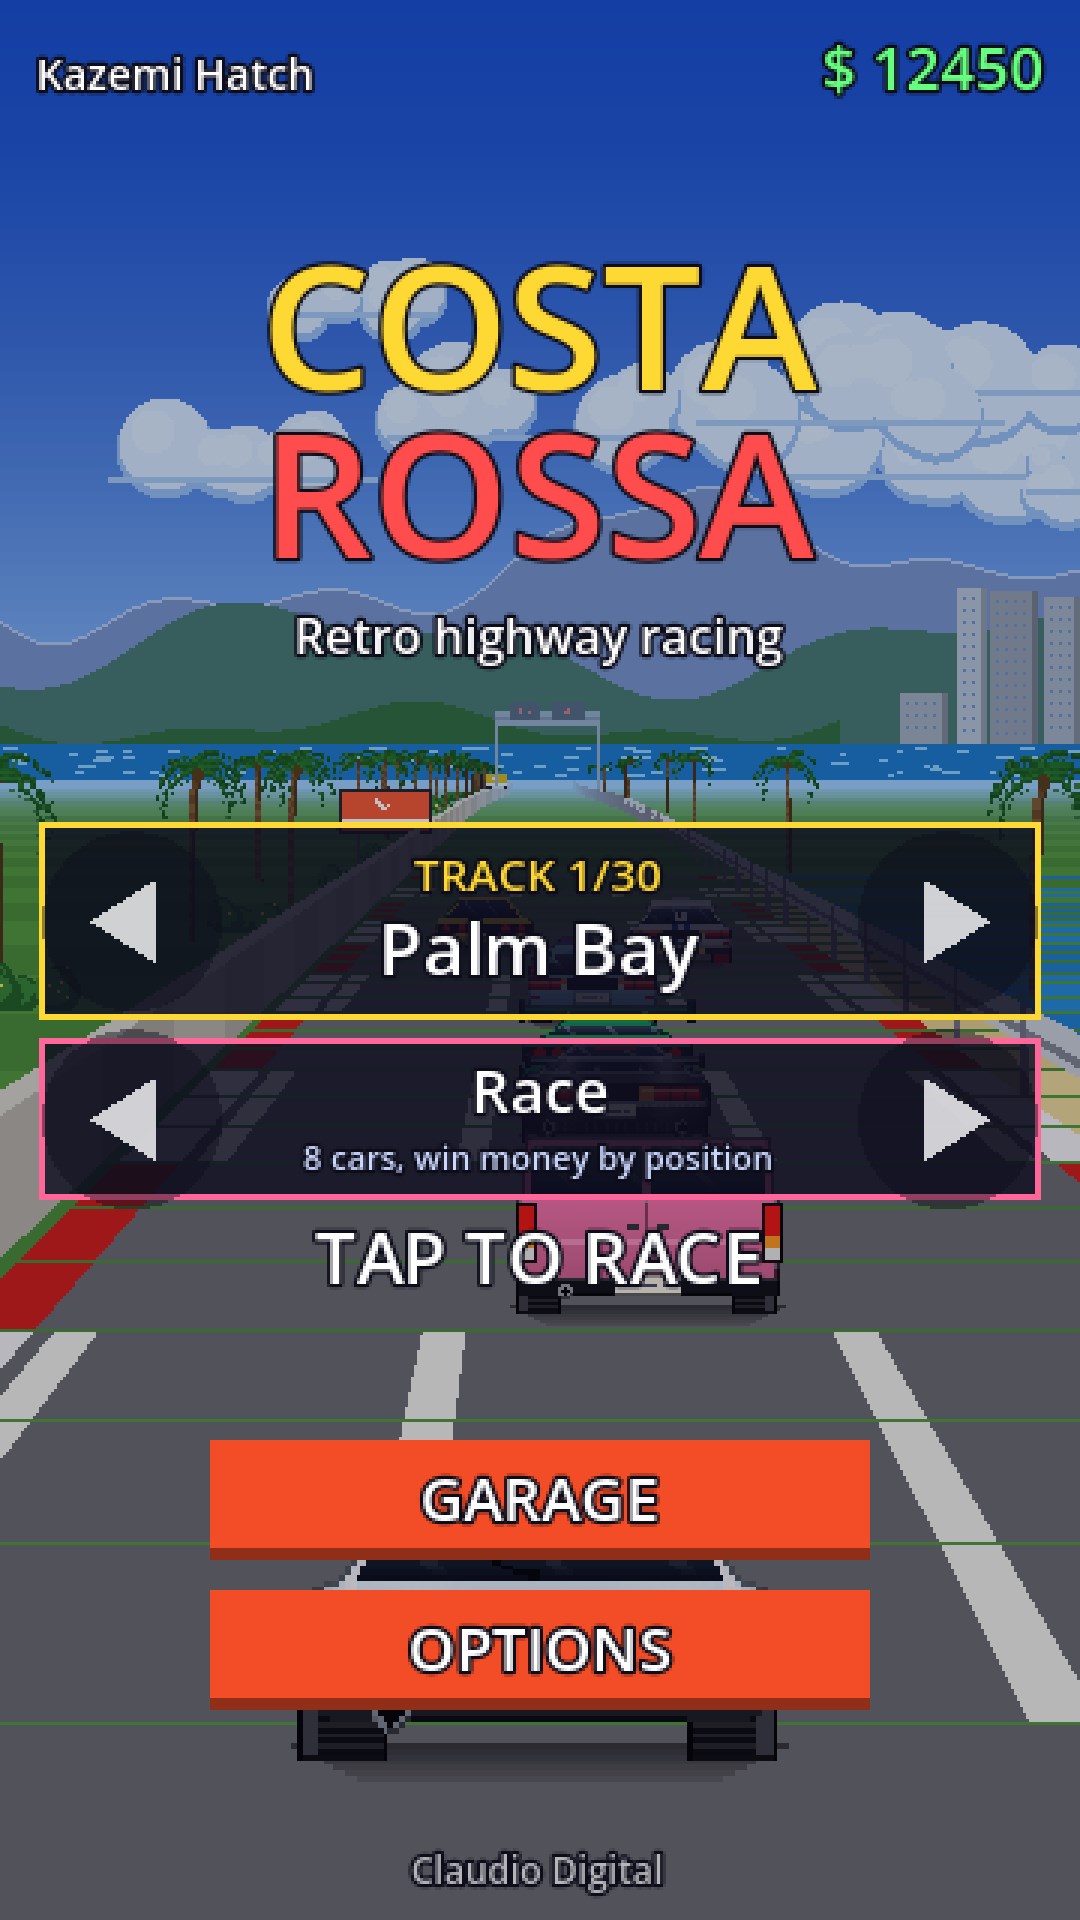 Kazemi Hatch
$ 12450
COSTA
ROSSA
Retro highway racing
TRACK 1/30
Palm Bay
Race
8 cars, win money by position
TAP TO RACE
GARAGE
OPTIONS
Claudio Digital